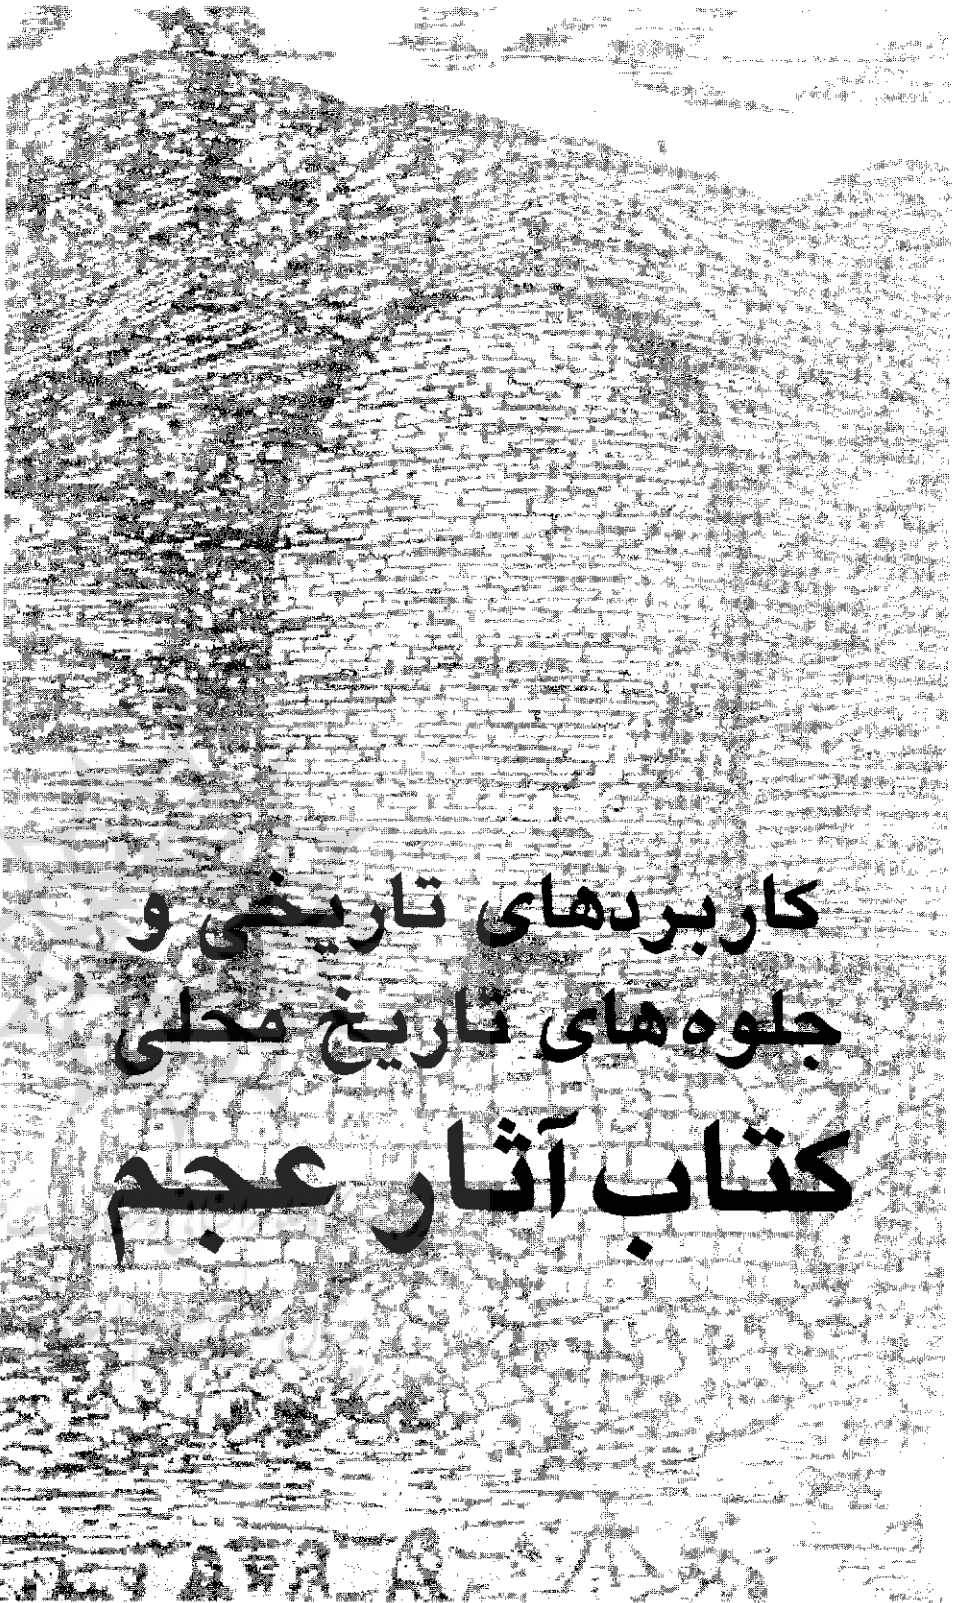 کاربردهای تاریخی و
جلوه‌های تاریخ محلی
کتاب آثار عجم